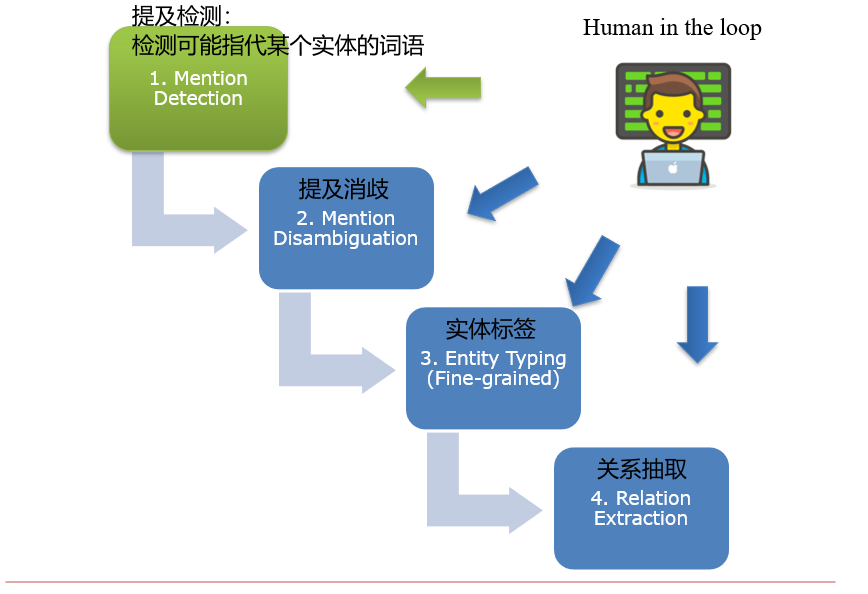 提及检测：
检测可能指代某个实体的词语
1. Mention
Detection
Human in the loop
提及消歧
2. Mention
Disambiguation
实体标签
3. Entity Typing
(Fine-grained)
关系抽取
4. Relation
Extraction